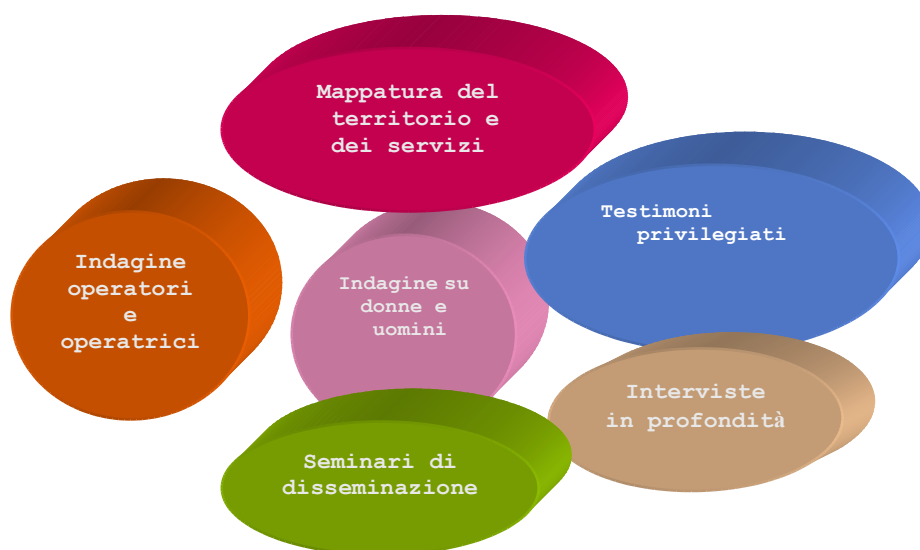 Mappatura del
territorio e
dei servizi
Testimoni
privilegiati
Indagine
operatori
e
operatrici
Indagine su
donne e
uomini
Interviste
in profondità
Seminari di
disseminazione